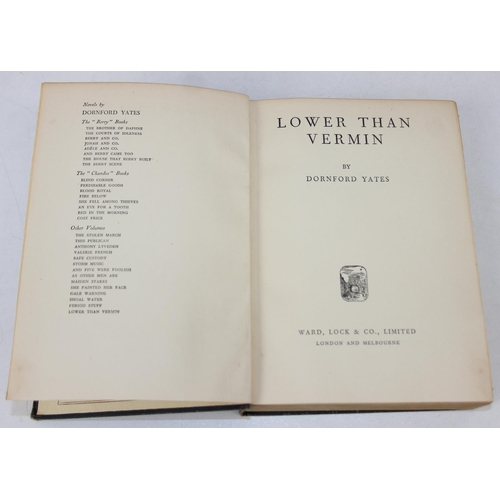 Novels by
DORNFORD YATES
The "Berry" Books
THE BROTHER OF DAPHNE
THE COURTS OF IDLENESS
BERRY AND CO.
JONAH AND CO.
ADÈLE AND CO.
AND BERRY CAME TOO
THE HOUSE THAT BERRY BUILT
THE BERRY SCENE
The "Chandos" Books
BLIND CORNER
PERISHABLE GOODS
BLOOD ROYAL
FIRE BELOW
SHE FELL AMONG THIEVES
AN EYE FOR A TOOTH
RED IN THE MORNING
COST PRICE
Other Volumes
THE STOLEN MARCH
THIS PUBLICAN
ANTHONY LYVEDEN
VALERIE FRENCH
SAFE CUSTODY
STORM MUSIC
AND FIVE WERE FOOLISH
AS OTHER MEN ARE
MAIDEN STAKES
SHE PAINTED HER FACE
GALE WARNING
SHOAL WATER
PERIOD STUFF
LOWER THAN VERMIN
LOWER THAN
VERMIN
BY
DORNFORD YATES
WARD, LOCK & CO., LIMITED
LONDON AND MELBOURNE